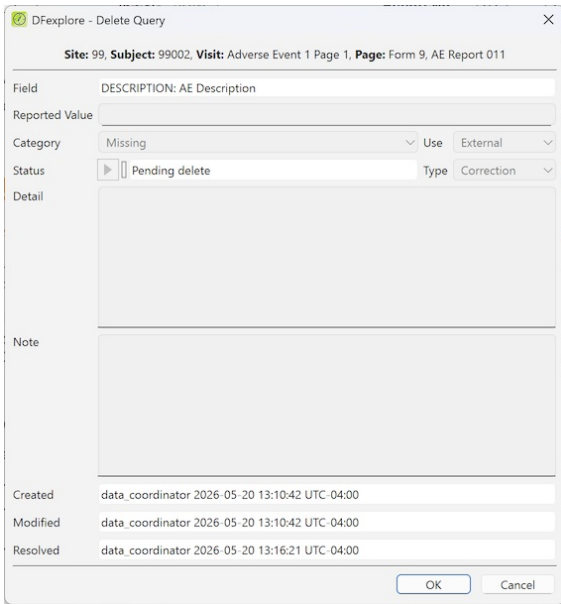 DFexplore - Delete Query
Site: 99, Subject: 99002, Visit: Adverse Event 1 Page 1, Page: Form 9, AE Report 011
Field DESCRIPTION: AE Description
Reported Value
Category Missing Use External
Status Pending delete Type Correction
Detail
Note
Created data_coordinator 2026-05-20 13:10:42 UTC-04:00
Modified data_coordinator 2026-05-20 13:10:42 UTC-04:00
Resolved data_coordinator 2026-05-20 13:16:21 UTC-04:00
OK Cancel